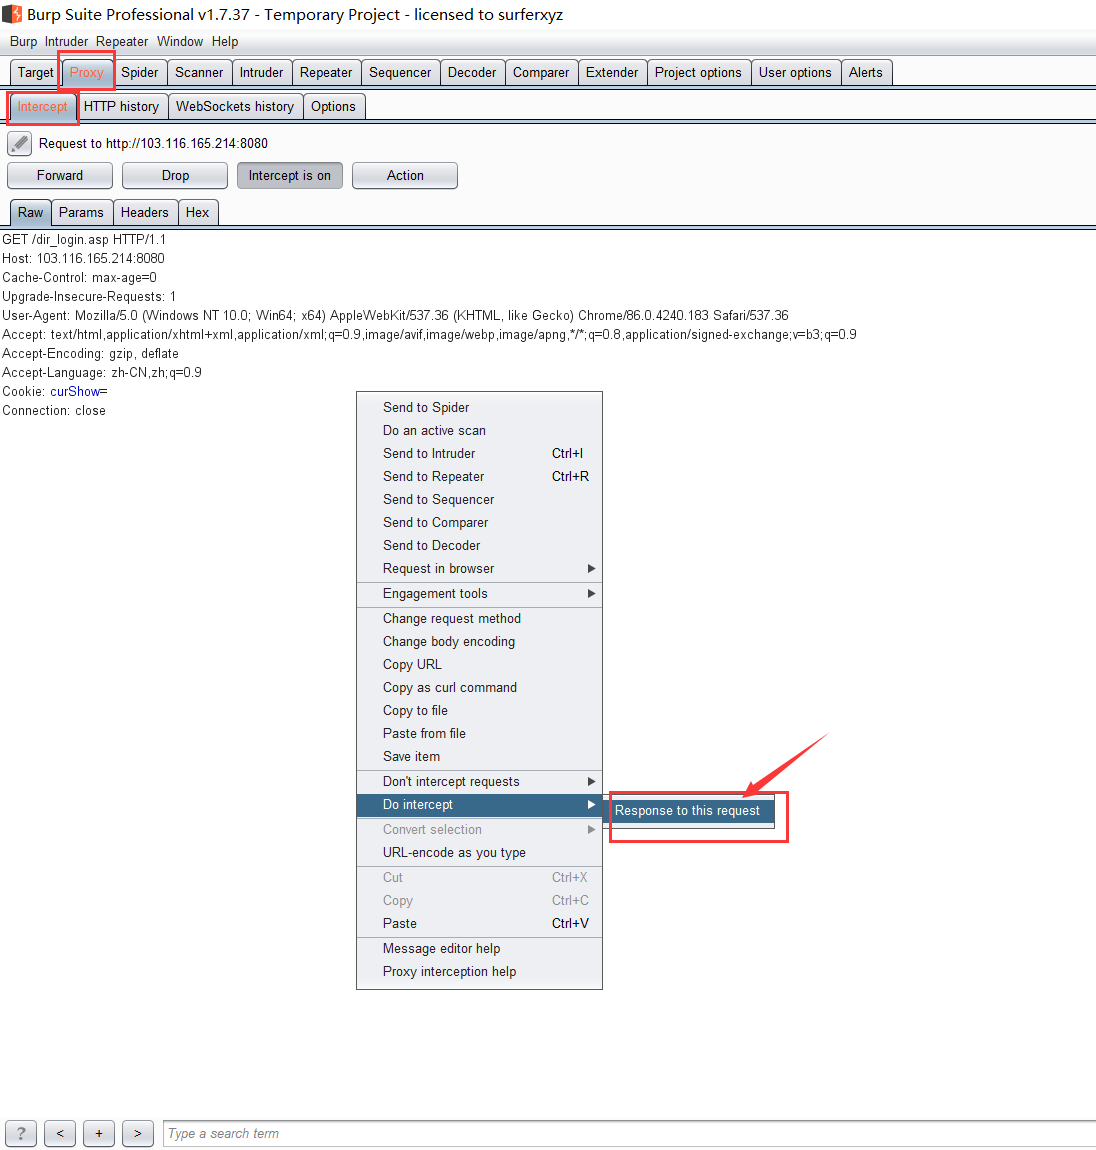 Burp Suite Professional v1.7.37 - Temporary Project - licensed to surferxyz
Burp Intruder Repeater Window Help
Target Proxy Spider Scanner Intruder Repeater Sequencer Decoder Comparer Extender Project options User options Alerts
Intercept HTTP history WebSockets history Options
Request to http://103.116.165.214:8080
Forward Drop Intercept is on Action
Raw Params Headers Hex
GET /dir_login.asp HTTP/1.1
Host: 103.116.165.214:8080
Cache-Control: max-age=0
Upgrade-Insecure-Requests: 1
User-Agent: Mozilla/5.0 (Windows NT 10.0; Win64; x64) AppleWebKit/537.36 (KHTML, like Gecko) Chrome/86.0.4240.183 Safari/537.36
Accept: text/html,application/xhtml+xml,application/xml;q=0.9,image/avif,image/webp,image/apng,*/*;q=0.8,application/signed-exchange;v=b3;q=0.9
Accept-Encoding: gzip, deflate
Accept-Language: zh-CN,zh;q=0.9
Cookie: curShow=
Connection: close
Send to Spider
Do an active scan
Send to Intruder Ctrl+I
Send to Repeater Ctrl+R
Send to Sequencer
Send to Comparer
Send to Decoder
Request in browser
Engagement tools
Change request method
Change body encoding
Copy URL
Copy as curl command
Copy to file
Paste from file
Save item
Don't intercept requests
Do intercept
Response to this request
Convert selection
URL-encode as you type
Cut Ctrl+X
Copy Ctrl+C
Paste Ctrl+V
Message editor help
Proxy interception help
? < + > Type a search term